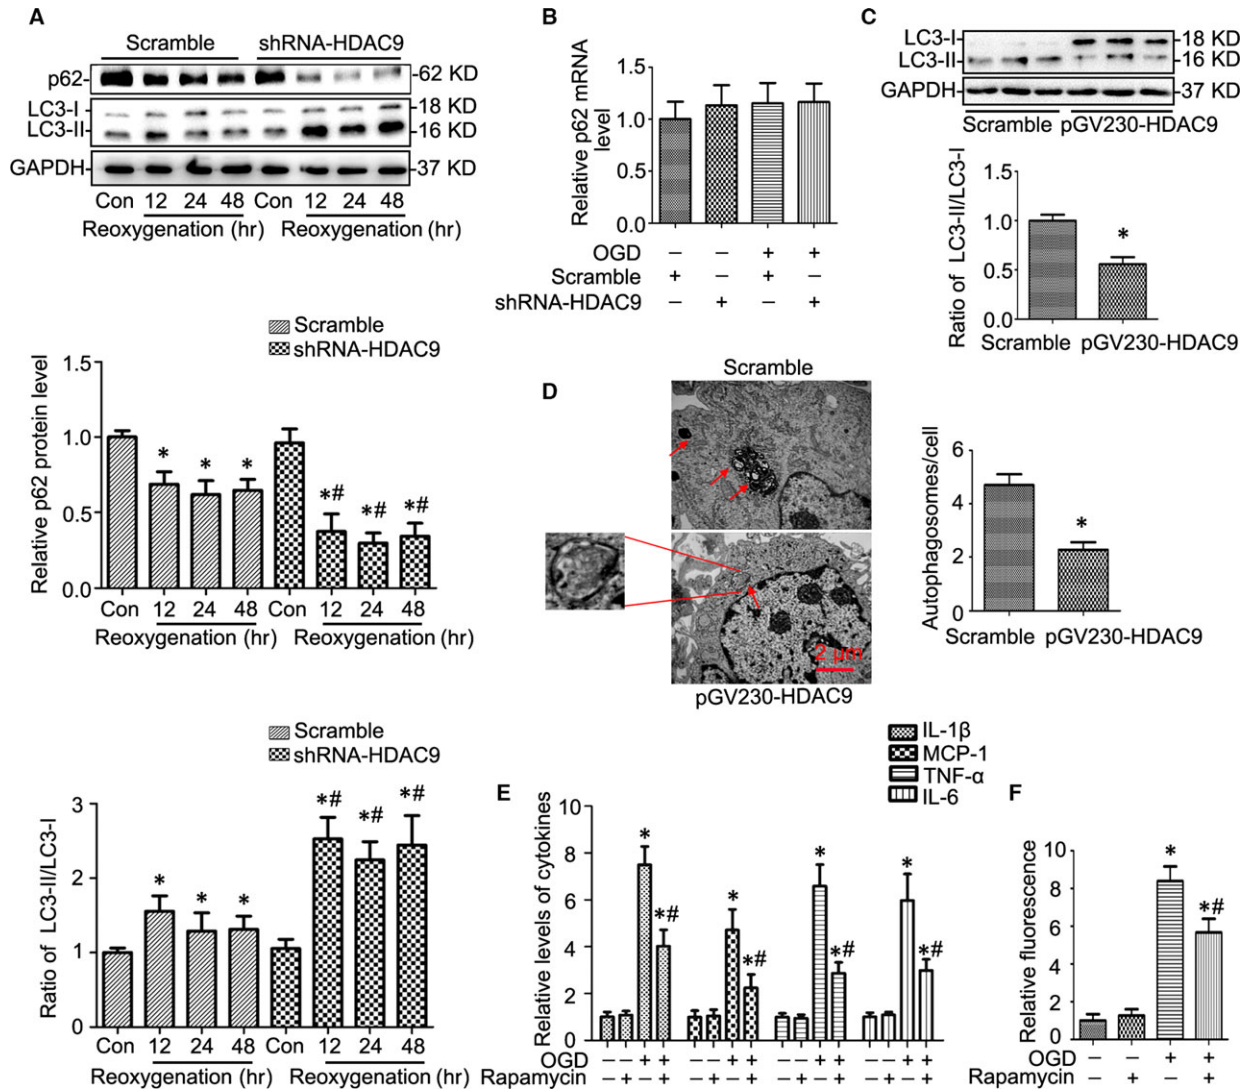 A
Scramble shRNA-HDAC9
p62- -62 KD
LC3-I -18 KD
LC3-II -16 KD
GAPDH- -37 KD
Con 12 24 48 Con 12 24 48
Reoxygenation (hr) Reoxygenation (hr)
Scramble
shRNA-HDAC9
Relative p62 protein level
1.5
1.0
0.5
0.0
* * * *# *# *#
Con 12 24 48 Con 12 24 48
Reoxygenation (hr) Reoxygenation (hr)
Scramble
shRNA-HDAC9
Ratio of LC3-II/LC3-I
3
2
1
0
* * * *# *# *#
Con 12 24 48 Con 12 24 48
Reoxygenation (hr) Reoxygenation (hr)
B
Relative p62 mRNA
level
1.5
1.0
0.5
0.0
OGD – – + +
Scramble + – + –
shRNA-HDAC9 – + – +
C
LC3-I -18 KD
LC3-II -16 KD
GAPDH- -37 KD
Scramble pGV230-HDAC9
Ratio of LC3-II/LC3-I
1.5
1.0
0.5
0.0
*
Scramble pGV230-HDAC9
D
Scramble
2 μm
pGV230-HDAC9
Autophagosomes/cell
6
4
2
0
*
Scramble pGV230-HDAC9
E
IL-1β
MCP-1
TNF-α
IL-6
Relative levels of cytokines
10
8
6
4
2
0
* *# * *# * *# * *#
OGD – – + + – – + + – – + + – – + +
Rapamycin – + – + – + – + – + – + – + – +
F
Relative fluorescence
10
8
6
4
2
0
* *#
OGD – – + +
Rapamycin – + – +